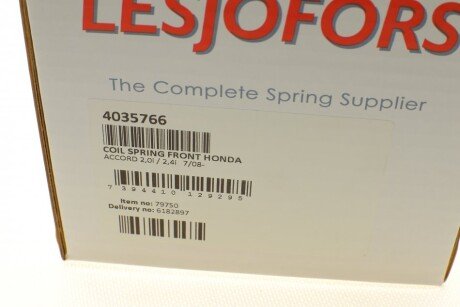 LESJOFORS
The Complete Spring Supplier
4035766
COIL SPRING FRONT HONDA
ACCORD 2,0I / 2,4I 7/08-
7 394410 129295
Item no: 79750
Delivery no: 6182897